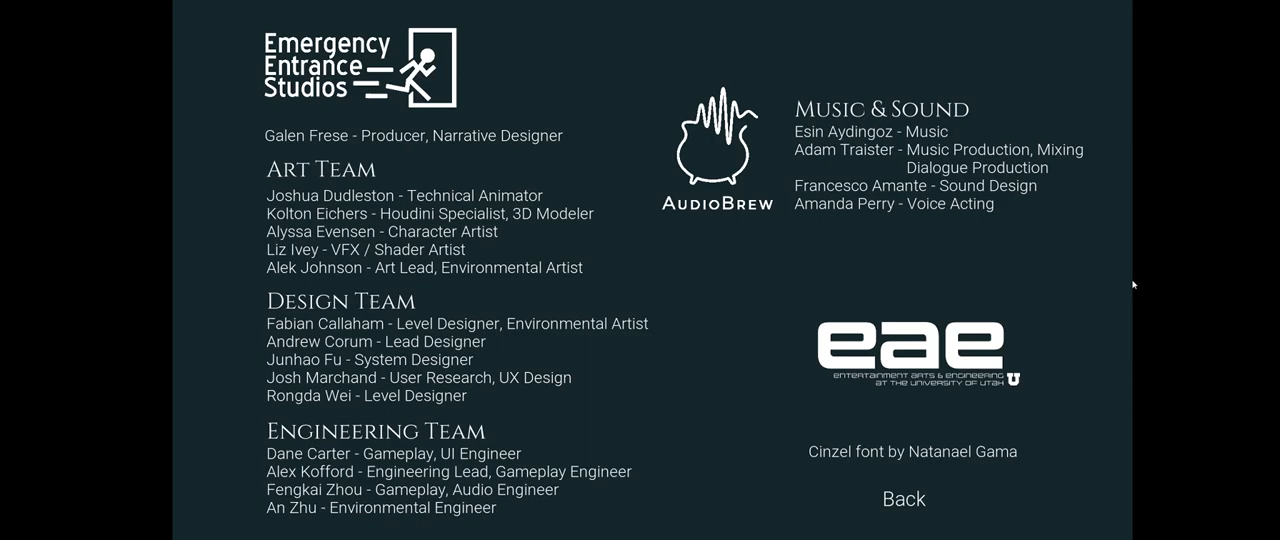 Emergency
Entrance
Studios
Galen Frese - Producer, Narrative Designer
Art Team
Joshua Dudleston - Technical Animator
Kolton Eichers - Houdini Specialist, 3D Modeler
Alyssa Evensen - Character Artist
Liz Ivey - VFX / Shader Artist
Alek Johnson - Art Lead, Environmental Artist
Design Team
Fabian Callaham - Level Designer, Environmental Artist
Andrew Corum - Lead Designer
Junhao Fu - System Designer
Josh Marchand - User Research, UX Design
Rongda Wei - Level Designer
Engineering Team
Dane Carter - Gameplay, UI Engineer
Alex Kofford - Engineering Lead, Gameplay Engineer
Fengkai Zhou - Gameplay, Audio Engineer
An Zhu - Environmental Engineer
AudioBrew
Music & Sound
Esin Aydingoz - Music
Adam Traister - Music Production, Mixing
Dialogue Production
Francesco Amante - Sound Design
Amanda Perry - Voice Acting
eae
ENTERTAINMENT ARTS & ENGINEERING
AT THE UNIVERSITY OF UTAH
U
Cinzel font by Natanael Gama
Back